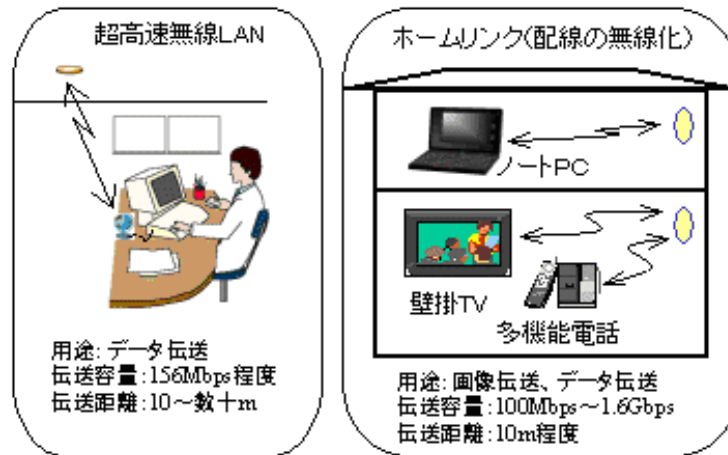 超高速無線LAN
用途:データ伝送
伝送容量:156Mbps程度
伝送距離:10～数十m
ホームリンク(配線の無線化)
ノートPC
壁掛TV
多機能電話
用途:画像伝送、データ伝送
伝送容量:100Mbps～1.6Gbps
伝送距離:10m程度